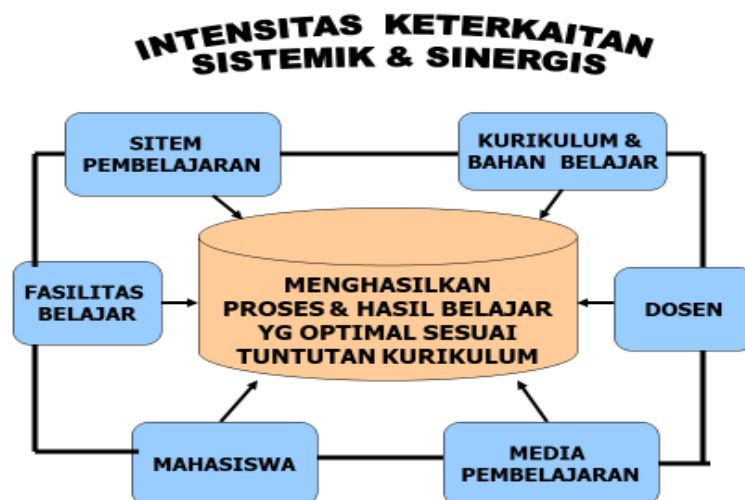 INTENSITAS KETERKAITAN
SISTEMIK & SINERGIS
SITEM
PEMBELAJARAN
KURIKULUM &
BAHAN BELAJAR
FASILITAS
BELAJAR
MENGHASILKAN
PROSES & HASIL BELAJAR
YG OPTIMAL SESUAI
TUNTUTAN KURIKULUM
DOSEN
MAHASISWA
MEDIA
PEMBELAJARAN